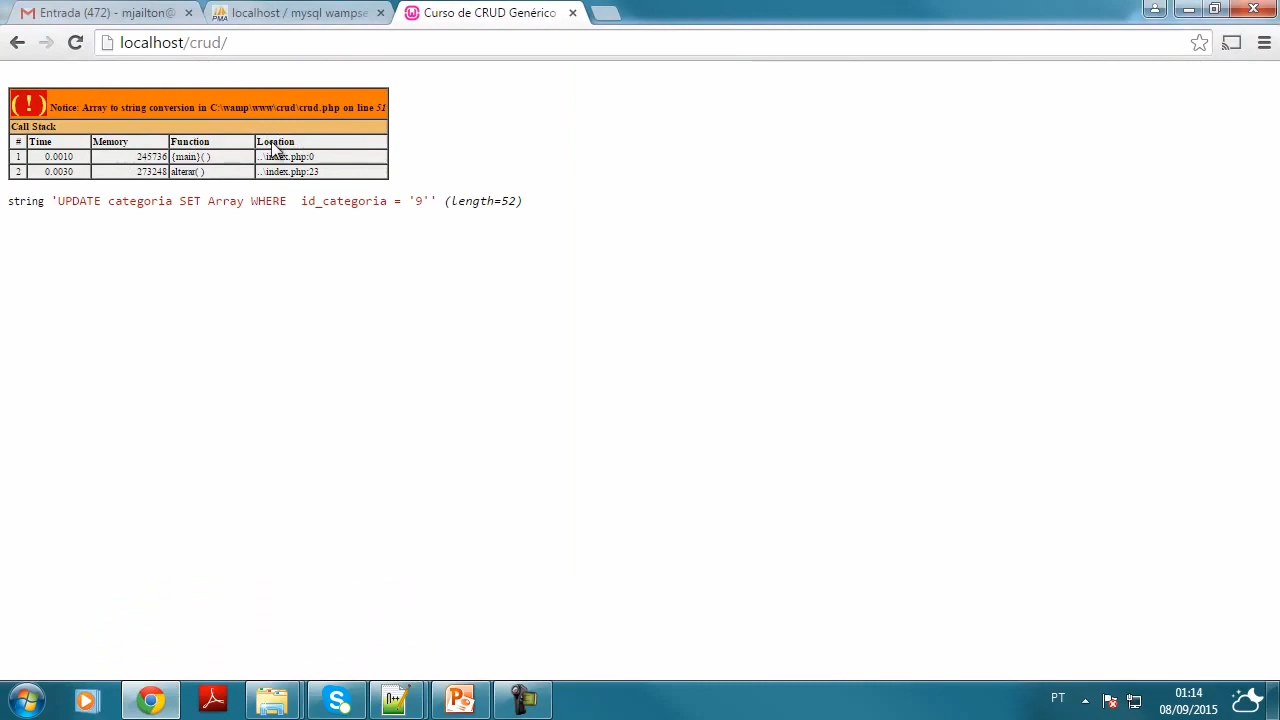 Entrada (472) - mjailton@
localhost / mysql wampse
Curso de CRUD Genérico
localhost/crud/
( ! ) Notice: Array to string conversion in C:\wamp\www\crud\crud.php on line 51
Call Stack
# Time Memory Function Location
1 0.0010 245736 {main}( ) ..\index.php:0
2 0.0030 273248 alterar( ) ..\index.php:23
string 'UPDATE categoria SET Array WHERE  id_categoria = '9'' (length=52)
PT
01:14
08/09/2015